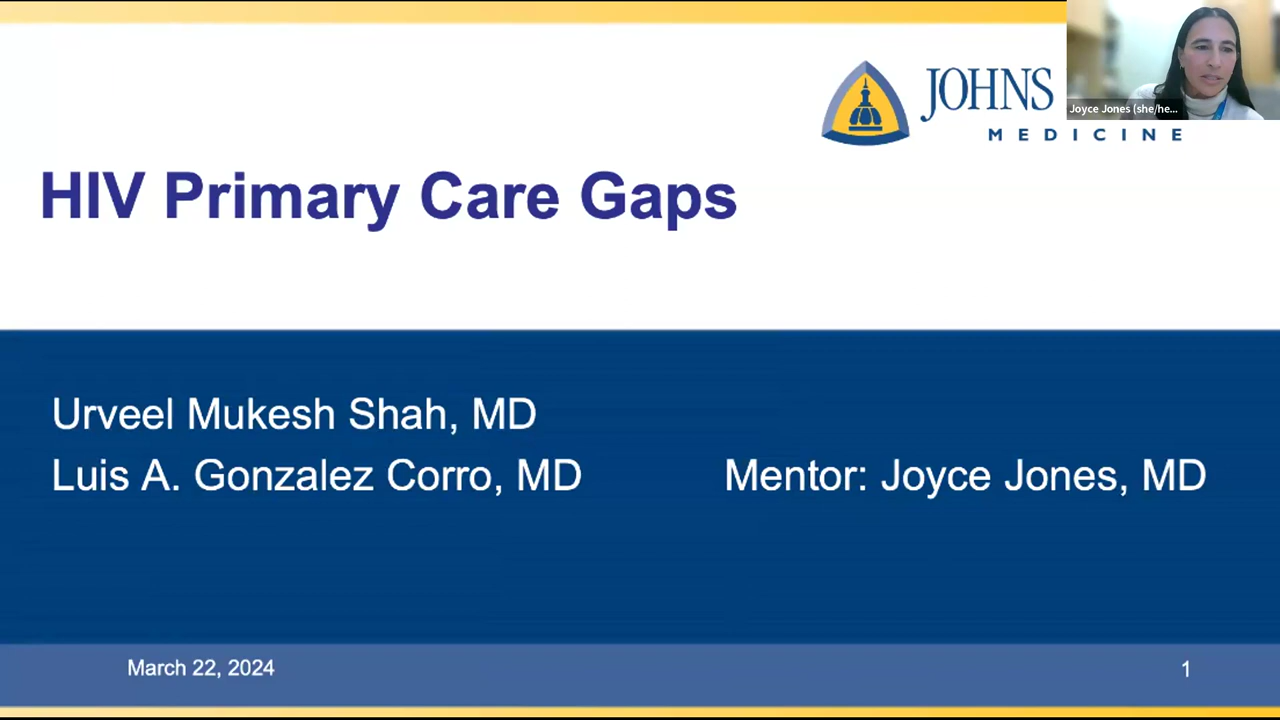 JOHNS
MEDICINE
Joyce Jones (she/he...
HIV Primary Care Gaps
Urveel Mukesh Shah, MD
Luis A. Gonzalez Corro, MD
Mentor: Joyce Jones, MD
March 22, 2024
1